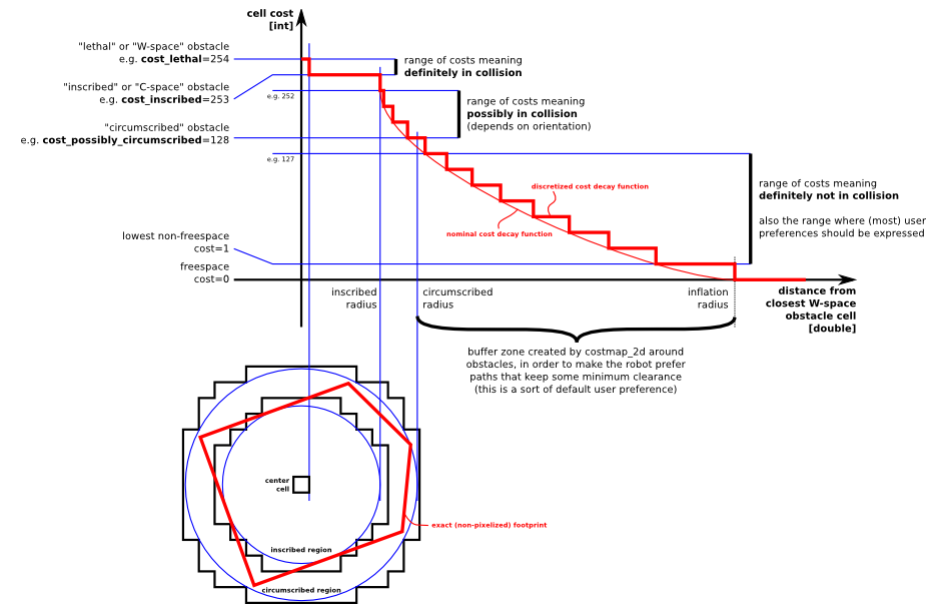 cell cost
[int]
"lethal" or "W-space" obstacle
e.g. cost_lethal=254
range of costs meaning
definitely in collision
"inscribed" or "C-space" obstacle
e.g. cost_inscribed=253
e.g. 252
range of costs meaning
possibly in collision
(depends on orientation)
"circumscribed" obstacle
e.g. cost_possibly_circumscribed=128
e.g. 127
range of costs meaning
definitely not in collision
also the range where (most) user
preferences should be expressed
discretized cost decay function
nominal cost decay function
lowest non-freespace
cost=1
freespace
cost=0
inscribed
radius
circumscribed
radius
inflation
radius
distance from
closest W-space
obstacle cell
[double]
buffer zone created by costmap_2d around
obstacles, in order to make the robot prefer
paths that keep some minimum clearance
(this is a sort of default user preference)
center
cell
exact (non-pixelized) footprint
inscribed region
circumscribed region